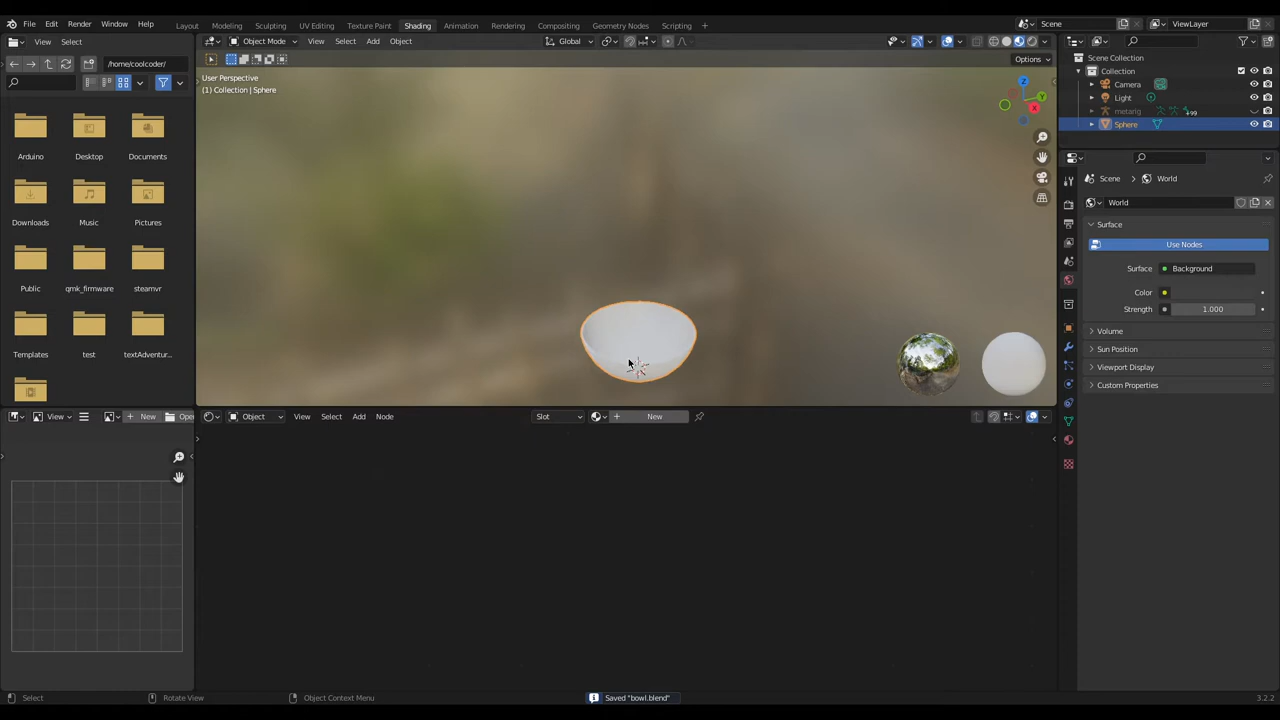 File Edit Render Window Help Layout Modeling Sculpting UV Editing Texture Paint Shading Animation Rendering Compositing Geometry Nodes Scripting + Scene ViewLayer
View Select Object Mode View Select Add Object Global
/home/coolcoder/
Options
User Perspective
(1) Collection | Sphere
Z
Y
X
Scene Collection
Collection
Camera
Light
metarig +99
Sphere
Scene World
World
Surface
Use Nodes
Surface Background
Color
Strength 1.000
Volume
Sun Position
Viewport Display
Custom Properties
Arduino Desktop Documents
Downloads Music Pictures
Public qmk_firmware steamvr
Templates test textAdventur...
View + New Open
Object View Select Add Node Slot + New
Select Rotate View Object Context Menu Saved "bowl.blend" 3.2.2